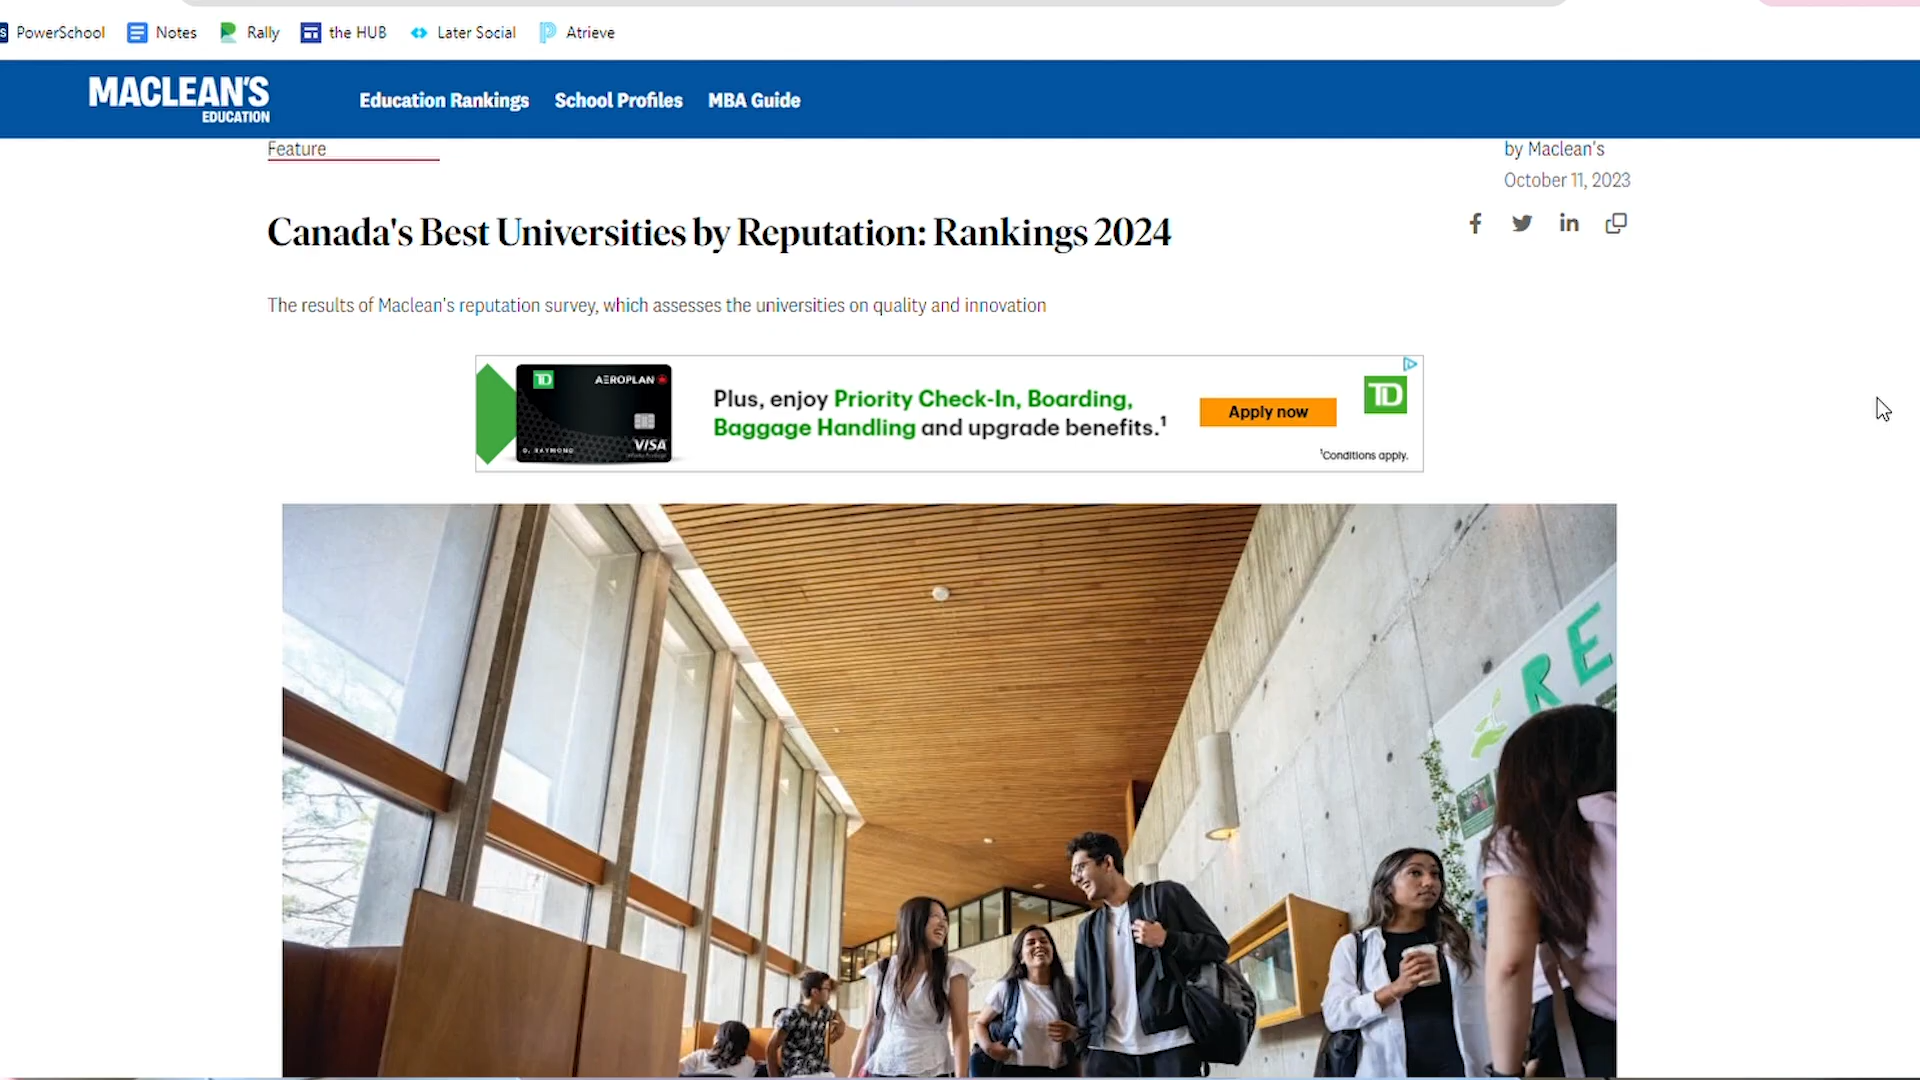 PowerSchool Notes Rally the HUB Later Social Atrieve
MACLEAN'S
EDUCATION
Education Rankings School Profiles MBA Guide
Feature
by Maclean's
October 11, 2023
Canada's Best Universities by Reputation: Rankings 2024
The results of Maclean's reputation survey, which assesses the universities on quality and innovation
TD AEROPLAN
VISA
Plus, enjoy Priority Check-In, Boarding,
Baggage Handling and upgrade benefits.¹
Apply now
TD
¹Conditions apply.
RE